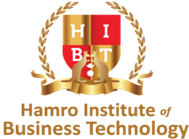 H I
B T
Hamro Institute of
Business Technology